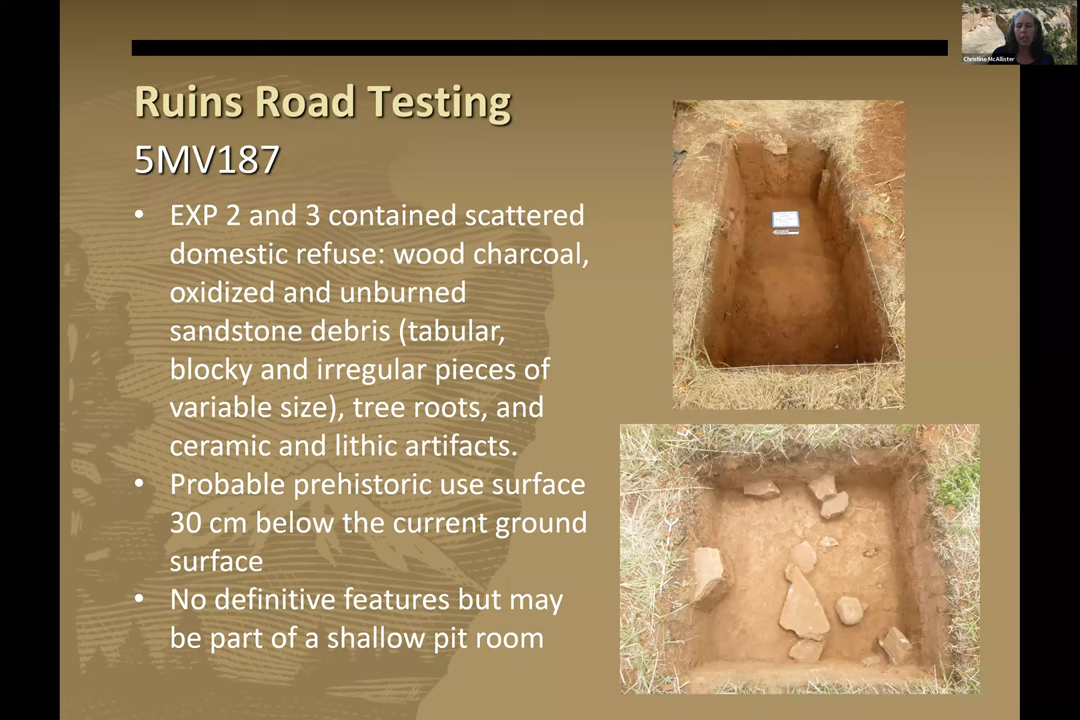 Christine McAllister
Ruins Road Testing
5MV187
• EXP 2 and 3 contained scattered
domestic refuse: wood charcoal,
oxidized and unburned
sandstone debris (tabular,
blocky and irregular pieces of
variable size), tree roots, and
ceramic and lithic artifacts.
• Probable prehistoric use surface
30 cm below the current ground
surface
• No definitive features but may
be part of a shallow pit room